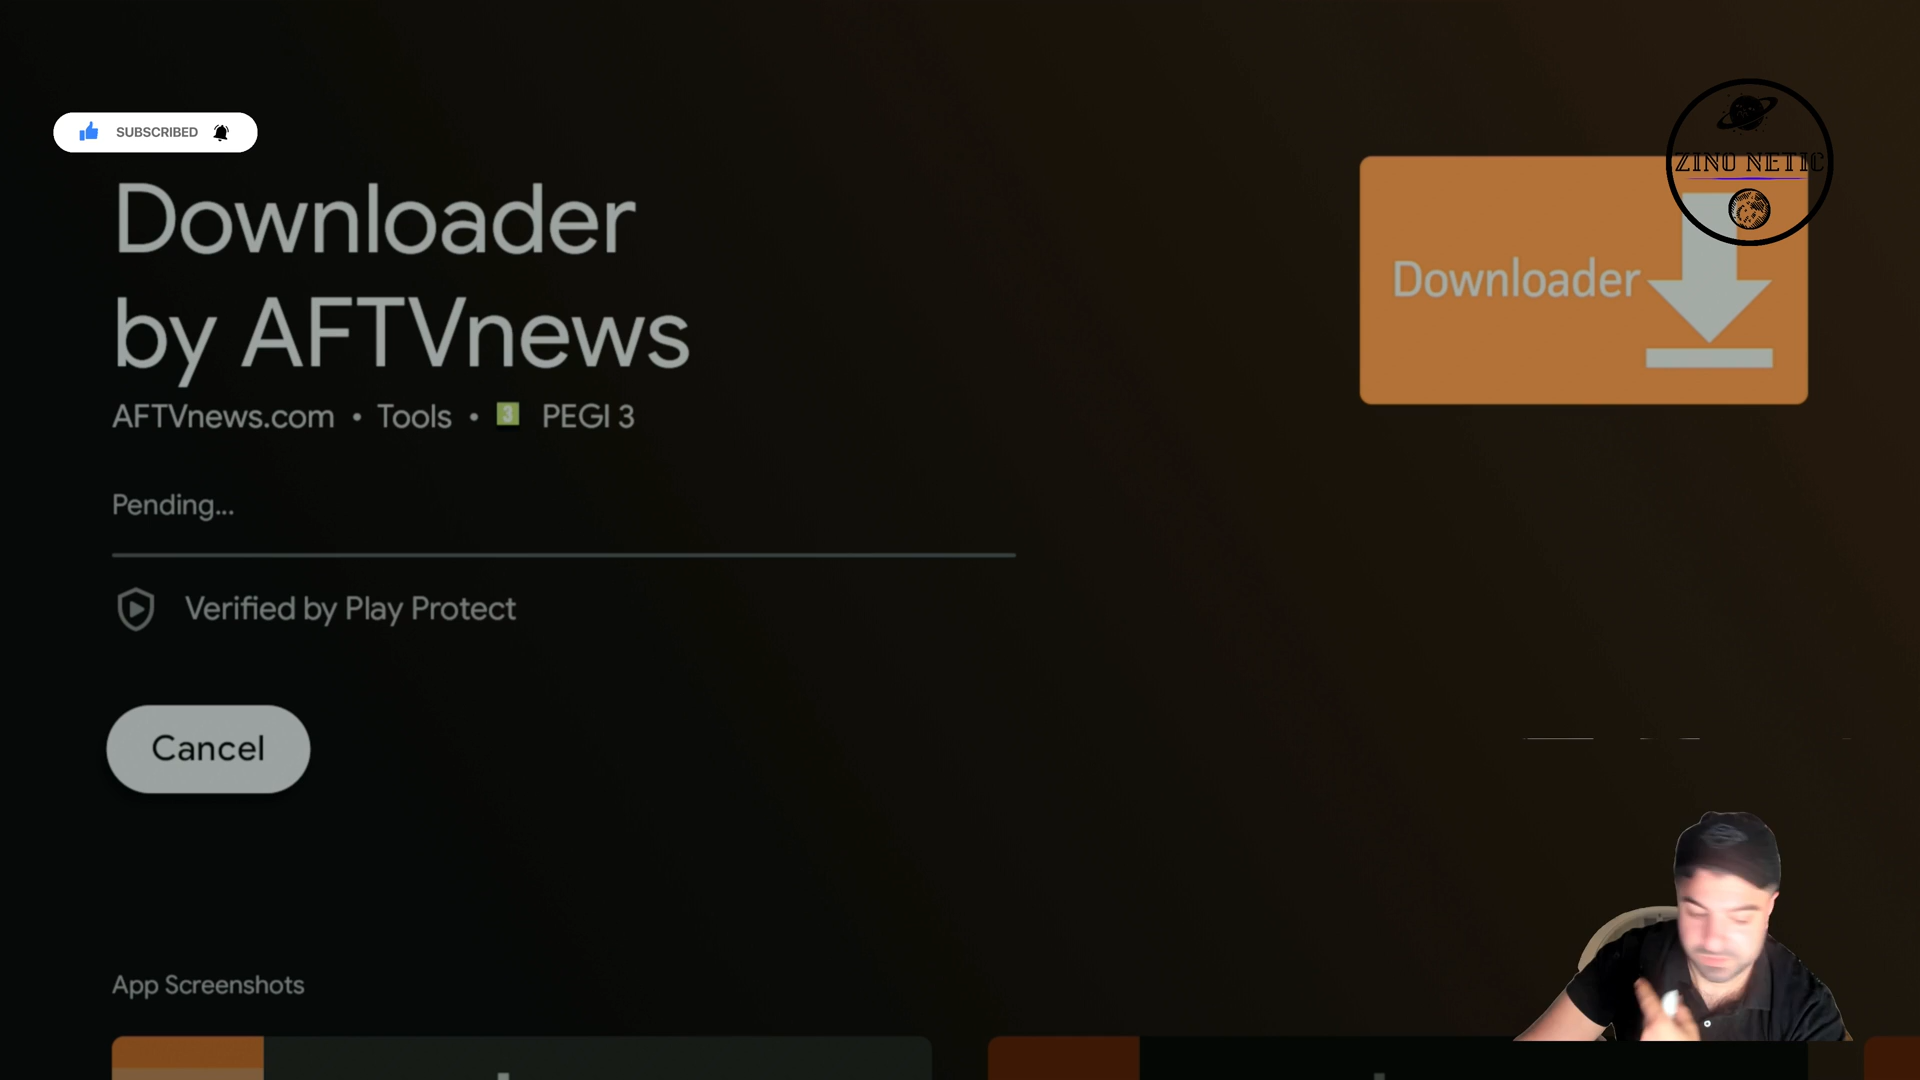 SUBSCRIBED
ZINO NETIC
Downloader
by AFTVnews
Downloader
AFTVnews.com • Tools • 3 PEGI 3
Pending...
Verified by Play Protect
Cancel
App Screenshots